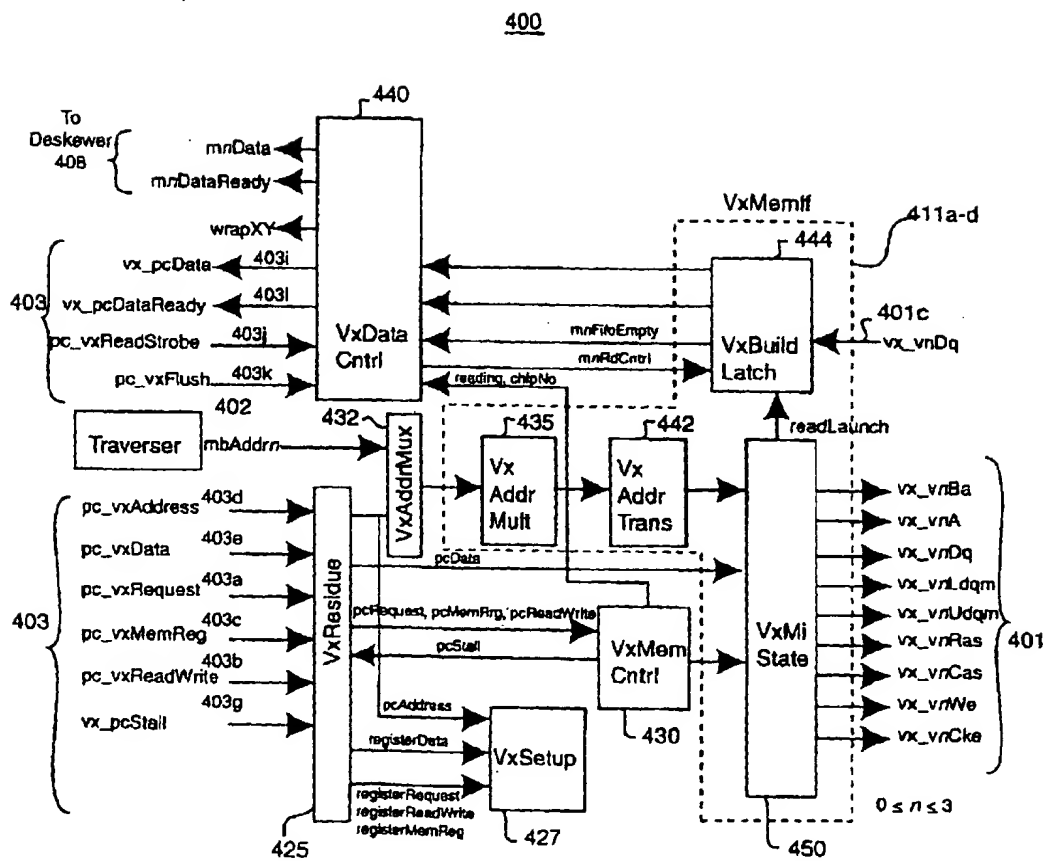 400
440
To
Deskewer
408
mnData
mnDataReady
wrapXY
vx_pcData
403i
vx_pcDataReady
403l
403
pc_vxReadStrobe
403j
pc_vxFlush
403k
VxData
Cntrl
VxMemIf
411a-d
444
401c
vx_vnDq
VxBuild
Latch
mnFifoEmpty
mnRdCntrl
reading, chipNo
readLaunch
402
Traverser
mbAddrn
432
VxAddrMux
435
Vx
Addr
Mult
442
Vx
Addr
Trans
403
pc_vxAddress
403d
pc_vxData
403e
pc_vxRequest
403a
pc_vxMemReg
403c
pc_vxReadWrite
403b
vx_pcStall
403g
VxResidue
425
pcData
pcRequest, pcMemRrg, pcReadWrite
pcStall
VxMem
Cntrl
430
pcAddress
registerData
registerRequest
registerReadWrite
registerMemReg
VxSetup
427
VxMi
State
450
vx_vnBa
vx_vnA
vx_vnDq
vx_vnLdqm
vx_vnUdqm
vx_vnRas
vx_vnCas
vx_vnWe
vx_vnCke
401
0 ≤ n ≤ 3